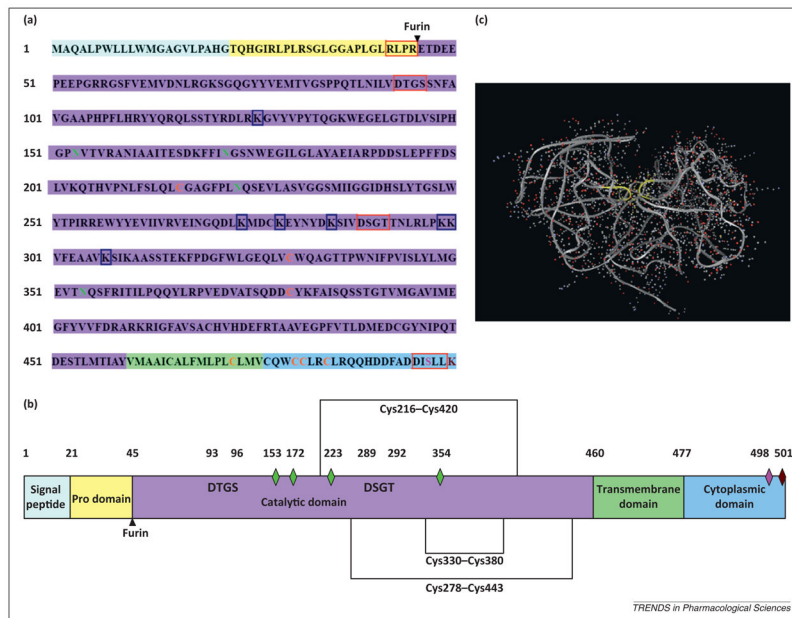 (a)
Furin
1 MAQALPWLLLWMGAGVLPAHGTQHGIRLPLRSGLGGAPLGLRLPRETDEE
51 PEEPGRRGSFVEMVDNLRGKSGQGYYVEMTVGSPPQTLNILVDTGSSNFA
101 VGAAPHPFLHRYYQRQLSSTYRDLRKGVYVPYTQGKWEGELGTDLVSIPH
151 GPNVTVRANIAAITESDKFFINGSNWEGILGLAYAEIARPDDSLEPFFDS
201 LVKQTHVPNLFSLQLCGAGFPLNQSEVLASVGGSMIIGGIDHSLYTGSLW
251 YTPIRREWYYEVIIVRVEINGQDLKMDCKEYNYDKSIVDSGTTNLRLPKK
301 VFEAAVKSIKAASSTEKFPDGFWLGEQLVCWQAGTTPWNIFPVISLYLMG
351 EVTNQSFRITILPQQYLRPVEDVATSQDDCYKFAISQSSTGTVMGAVIME
401 GFYVVFDRARKRIGFAVSACHVHDEFRTAAVEGPFVTLDMEDCGYNIPQT
451 DESTLMTIAYVMAAICALFMLPLCLMVCQWCCLRCLRQQHDDFADDISLLK
(c)
(b)
Cys216–Cys420
1 21 45 93 96 153 172 223 289 292 354 460 477 498 501
Signal peptide
Pro domain
DTGS
DSGT
Catalytic domain
Transmembrane domain
Cytoplasmic domain
Furin
Cys330–Cys380
Cys278–Cys443
TRENDS in Pharmacological Sciences